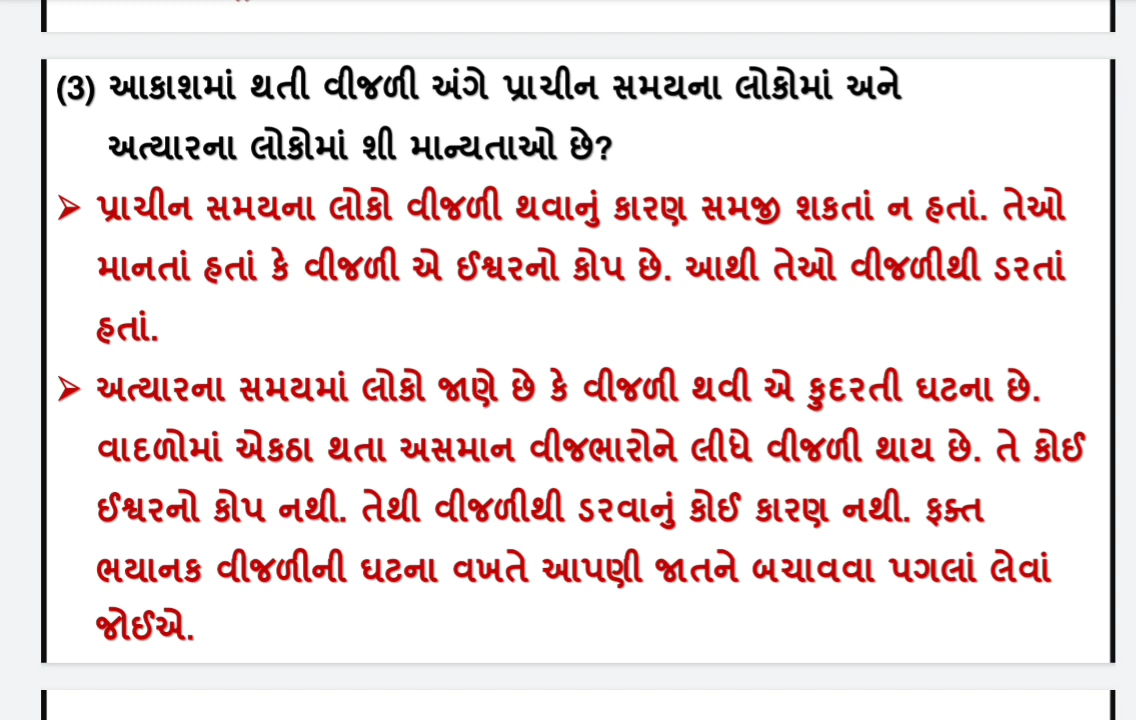 (3) આકાશમાં થતી વીજળી અંગે પ્રાચીન સમયના લોકોમાં અને
અત્યારના લોકોમાં શી માન્યતાઓ છે?
➢ પ્રાચીન સમયના લોકો વીજળી થવાનું કારણ સમજી શકતાં ન હતાં. તેઓ
માનતાં હતાં કે વીજળી એ ઈશ્વરનો કોપ છે. આથી તેઓ વીજળીથી ડરતાં
હતાં.
➢ અત્યારના સમયમાં લોકો જાણે છે કે વીજળી થવી એ કુદરતી ઘટના છે.
વાદળોમાં એકઠા થતા અસમાન વીજભારોને લીધે વીજળી થાય છે. તે કોઈ
ઈશ્વરનો કોપ નથી. તેથી વીજળીથી ડરવાનું કોઈ કારણ નથી. ફક્ત
ભયાનક વીજળીની ઘટના વખતે આપણી જાતને બચાવવા પગલાં લેવાં
જોઈએ.